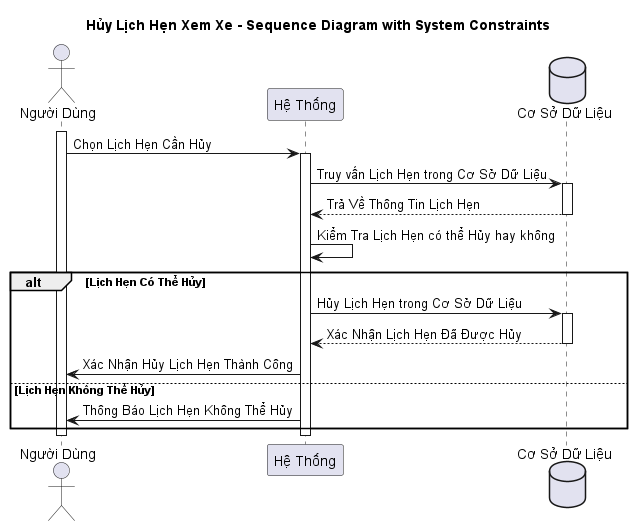 Hủy Lịch Hẹn Xem Xe - Sequence Diagram with System Constraints
Người Dùng
Hệ Thống
Cơ Sở Dữ Liệu
Chọn Lịch Hẹn Cần Hủy
Truy vấn Lịch Hẹn trong Cơ Sở Dữ Liệu
Trả Về Thông Tin Lịch Hẹn
Kiểm Tra Lịch Hẹn có thể Hủy hay không
alt
[Lịch Hẹn Có Thể Hủy]
Hủy Lịch Hẹn trong Cơ Sở Dữ Liệu
Xác Nhận Lịch Hẹn Đã Được Hủy
Xác Nhận Hủy Lịch Hẹn Thành Công
[Lịch Hẹn Không Thể Hủy]
Thông Báo Lịch Hẹn Không Thể Hủy
Người Dùng
Hệ Thống
Cơ Sở Dữ Liệu